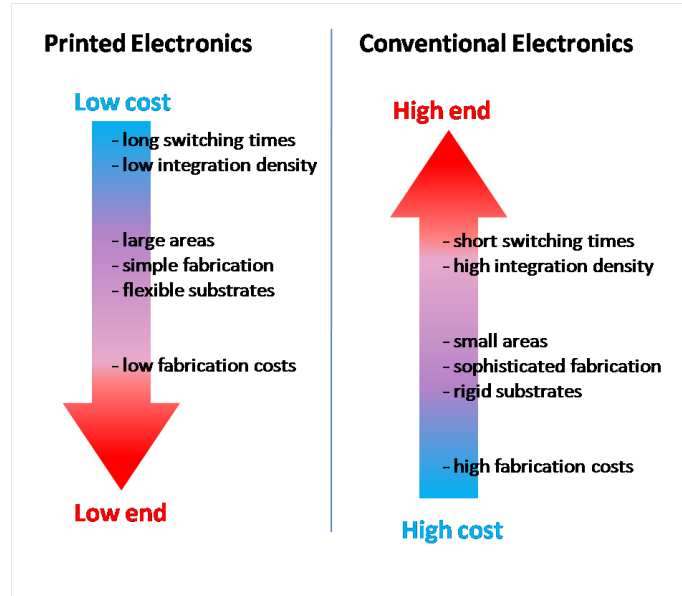 Printed Electronics
Low cost
- long switching times
- low integration density
- large areas
- simple fabrication
- flexible substrates
- low fabrication costs
Low end
Conventional Electronics
High end
- short switching times
- high integration density
- small areas
- sophisticated fabrication
- rigid substrates
- high fabrication costs
High cost